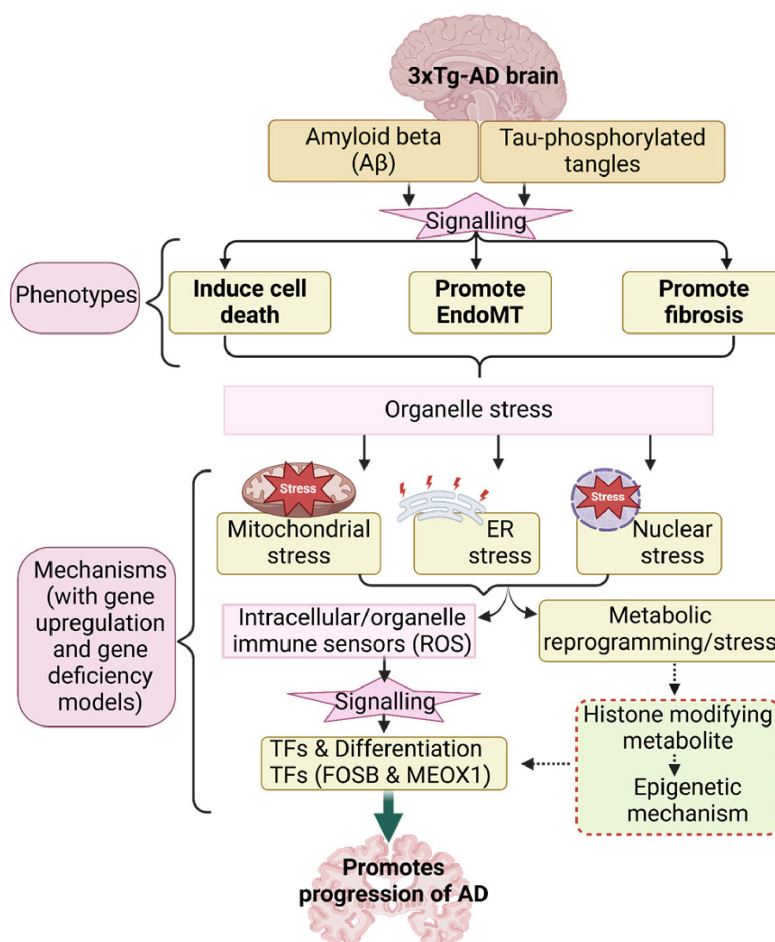 3xTg-AD brain
Amyloid beta
(Aβ)
Tau-phosphorylated
tangles
Signalling
Phenotypes
Induce cell
death
Promote
EndoMT
Promote
fibrosis
Organelle stress
Stress
Stress
Mitochondrial
stress
ER
stress
Nuclear
stress
Mechanisms
(with gene
upregulation
and gene
deficiency
models)
Intracellular/organelle
immune sensors (ROS)
Metabolic
reprogramming/stress
Signalling
Histone modifying
metabolite
Epigenetic
mechanism
TFs & Differentiation
TFs (FOSB & MEOX1)
Promotes
progression of AD